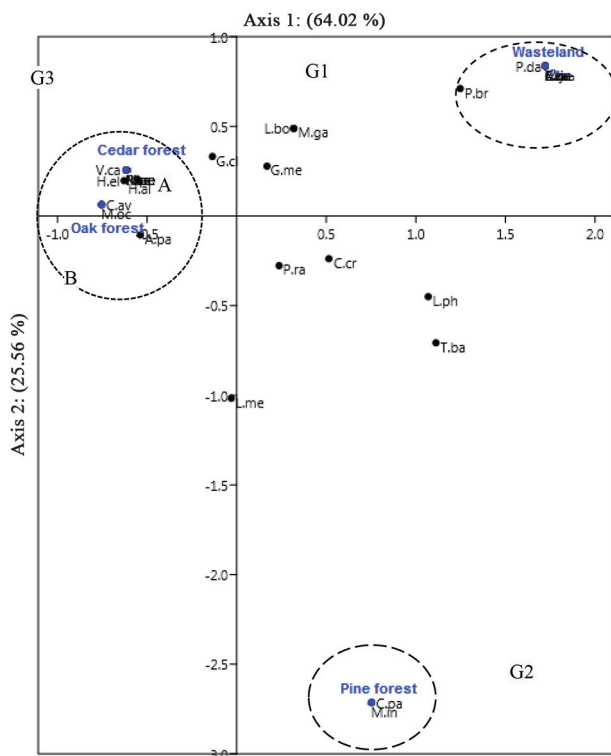 Axis 1: (64.02 %)
G3
1.0
G1
Wasteland
P.da
P.br
0.5
L.bo
M.ga
G.cl
G.me
Cedar forest
V.ca
H.el
A
H.al
C.av
M.oc
-1.0
-0.5
0.5
1.0
1.5
2.0
Oak forest
A.pa
B
P.ra
C.cr
-0.5
L.ph
T.ba
-1.0
L.me
Axis 2: (25.56 %)
-1.5
-2.0
-2.5
G2
Pine forest
C.pa
M.in
-3.0